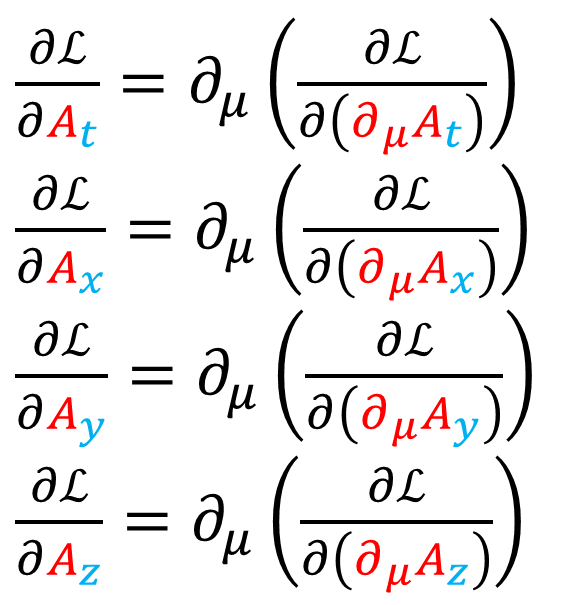 ∂ℒ/∂A_t = ∂_μ (∂ℒ/∂(∂_μ A_t))
∂ℒ/∂A_x = ∂_μ (∂ℒ/∂(∂_μ A_x))
∂ℒ/∂A_y = ∂_μ (∂ℒ/∂(∂_μ A_y))
∂ℒ/∂A_z = ∂_μ (∂ℒ/∂(∂_μ A_z))